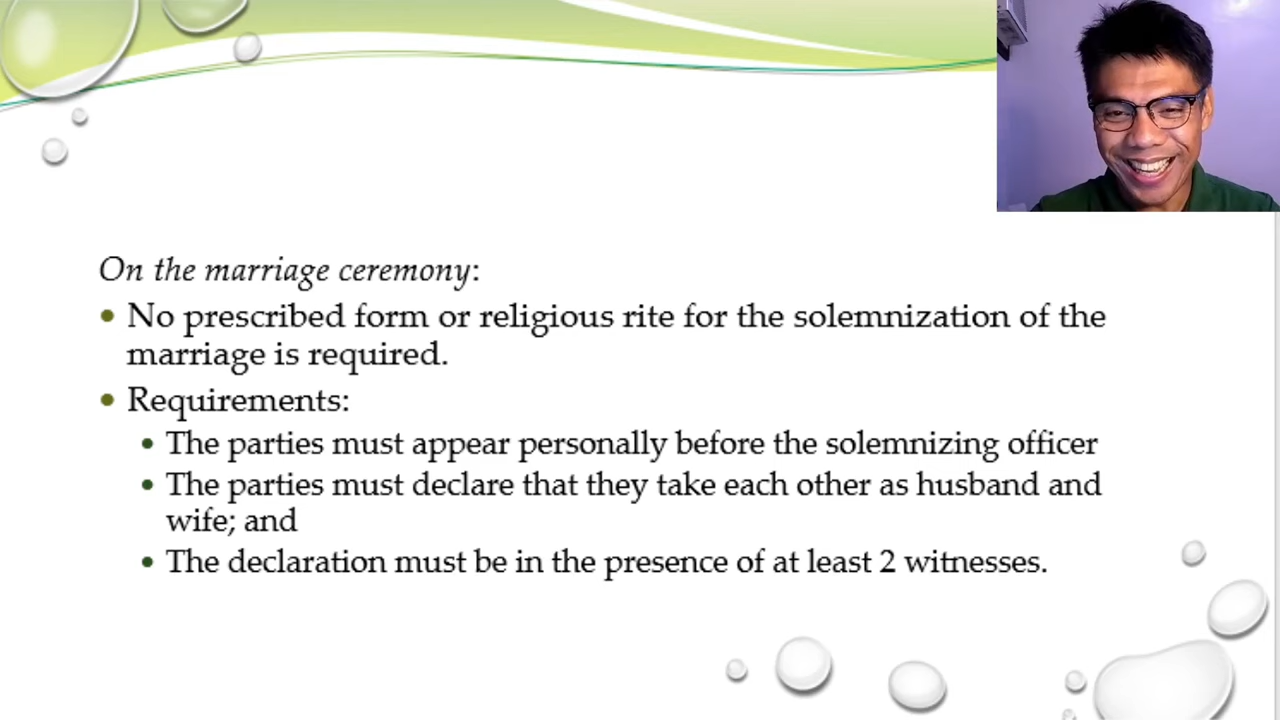 On the marriage ceremony:
• No prescribed form or religious rite for the solemnization of the
marriage is required.
• Requirements:
• The parties must appear personally before the solemnizing officer
• The parties must declare that they take each other as husband and
wife; and
• The declaration must be in the presence of at least 2 witnesses.